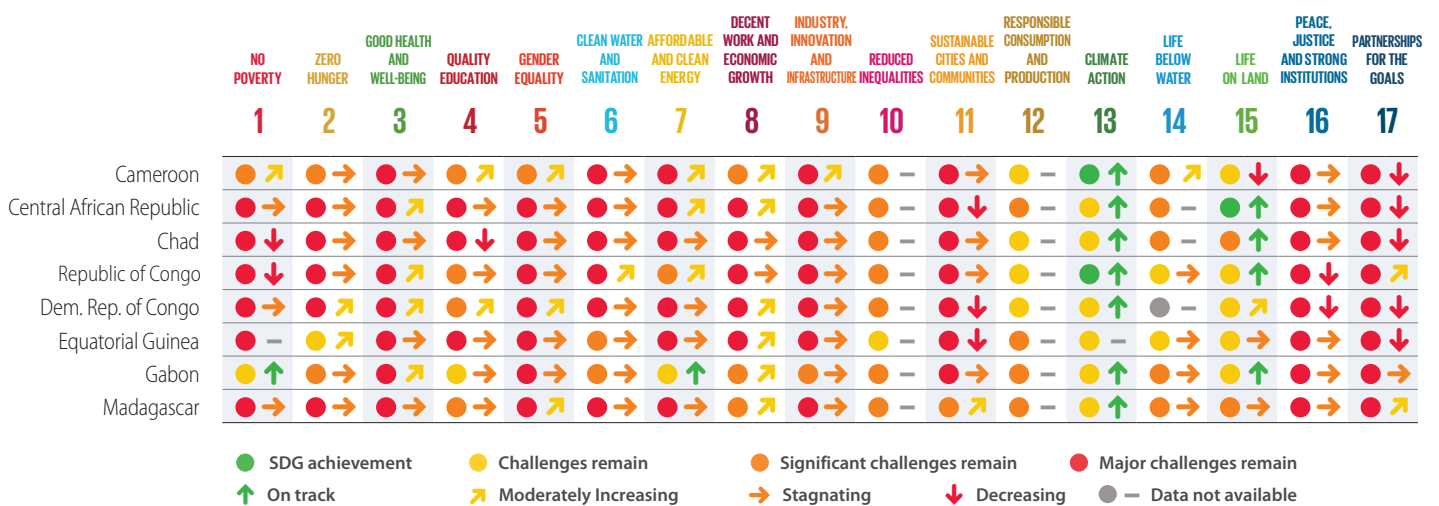 NO POVERTY
ZERO HUNGER
GOOD HEALTH AND WELL-BEING
QUALITY EDUCATION
GENDER EQUALITY
CLEAN WATER AND SANITATION
AFFORDABLE AND CLEAN ENERGY
DECENT WORK AND ECONOMIC GROWTH
INDUSTRY, INNOVATION AND INFRASTRUCTURE
REDUCED INEQUALITIES
SUSTAINABLE CITIES AND COMMUNITIES
RESPONSIBLE CONSUMPTION AND PRODUCTION
CLIMATE ACTION
LIFE BELOW WATER
LIFE ON LAND
PEACE, JUSTICE AND STRONG INSTITUTIONS
PARTNERSHIPS FOR THE GOALS
1 2 3 4 5 6 7 8 9 10 11 12 13 14 15 16 17
Cameroon
Central African Republic
Chad
Republic of Congo
Dem. Rep. of Congo
Equatorial Guinea
Gabon
Madagascar
SDG achievement Challenges remain Significant challenges remain Major challenges remain
On track Moderately Increasing Stagnating Decreasing Data not available